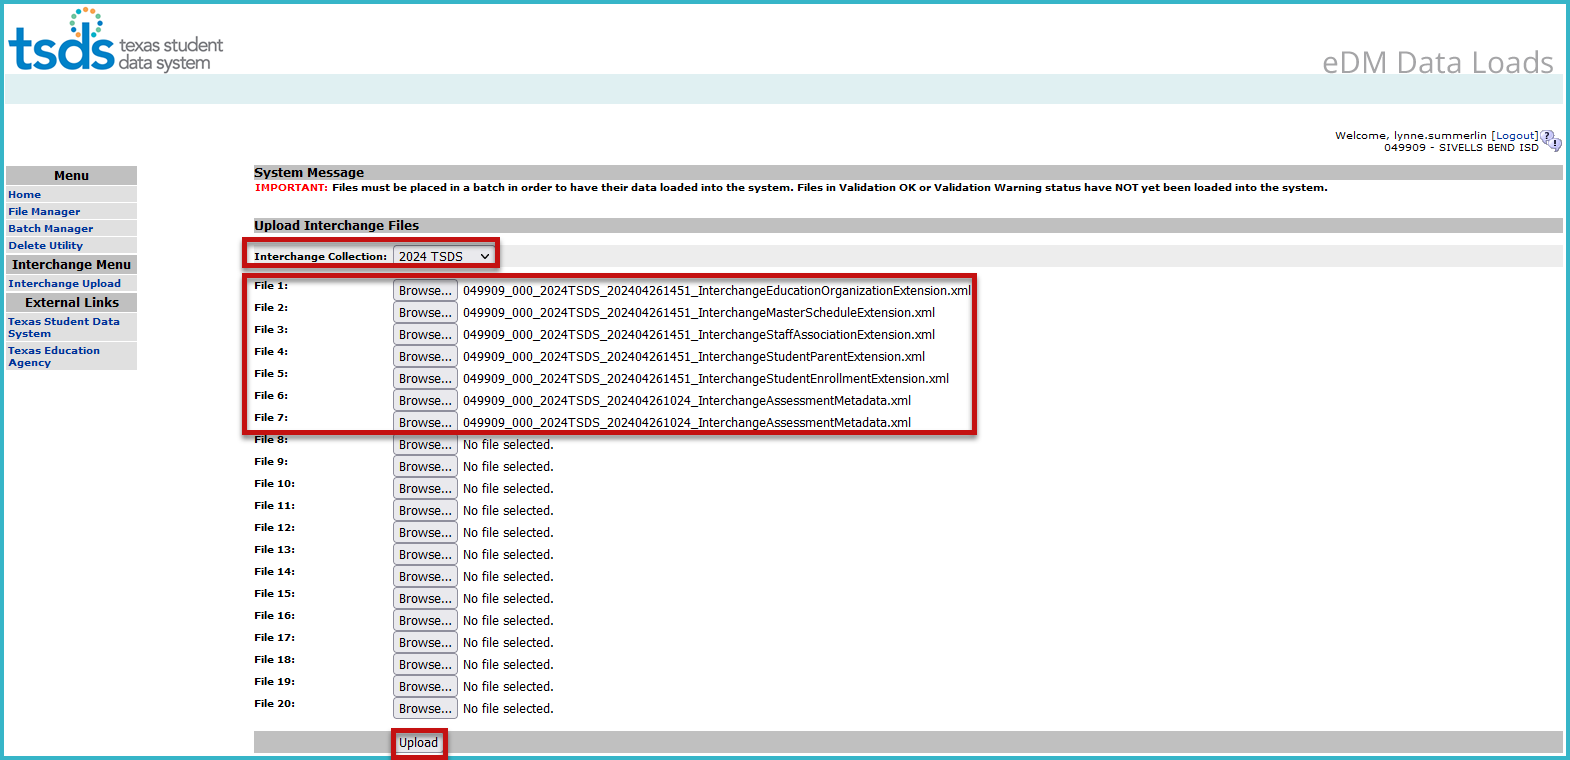 tsds texas student
data system
eDM Data Loads
Welcome, lynne.summerlin [Logout]
049909 - SIVELLS BEND ISD
Menu
Home
File Manager
Batch Manager
Delete Utility
Interchange Menu
Interchange Upload
External Links
Texas Student Data
System
Texas Education
Agency
System Message
IMPORTANT: Files must be placed in a batch in order to have their data loaded into the system. Files in Validation OK or Validation Warning status have NOT yet been loaded into the system.
Upload Interchange Files
Interchange Collection: 2024 TSDS
File 1: Browse... 049909_000_2024TSDS_202404261451_InterchangeEducationOrganizationExtension.xml
File 2: Browse... 049909_000_2024TSDS_202404261451_InterchangeMasterScheduleExtension.xml
File 3: Browse... 049909_000_2024TSDS_202404261451_InterchangeStaffAssociationExtension.xml
File 4: Browse... 049909_000_2024TSDS_202404261451_InterchangeStudentParentExtension.xml
File 5: Browse... 049909_000_2024TSDS_202404261451_InterchangeStudentEnrollmentExtension.xml
File 6: Browse... 049909_000_2024TSDS_202404261024_InterchangeAssessmentMetadata.xml
File 7: Browse... 049909_000_2024TSDS_202404261024_InterchangeAssessmentMetadata.xml
File 8: Browse... No file selected.
File 9: Browse... No file selected.
File 10: Browse... No file selected.
File 11: Browse... No file selected.
File 12: Browse... No file selected.
File 13: Browse... No file selected.
File 14: Browse... No file selected.
File 15: Browse... No file selected.
File 16: Browse... No file selected.
File 17: Browse... No file selected.
File 18: Browse... No file selected.
File 19: Browse... No file selected.
File 20: Browse... No file selected.
Upload